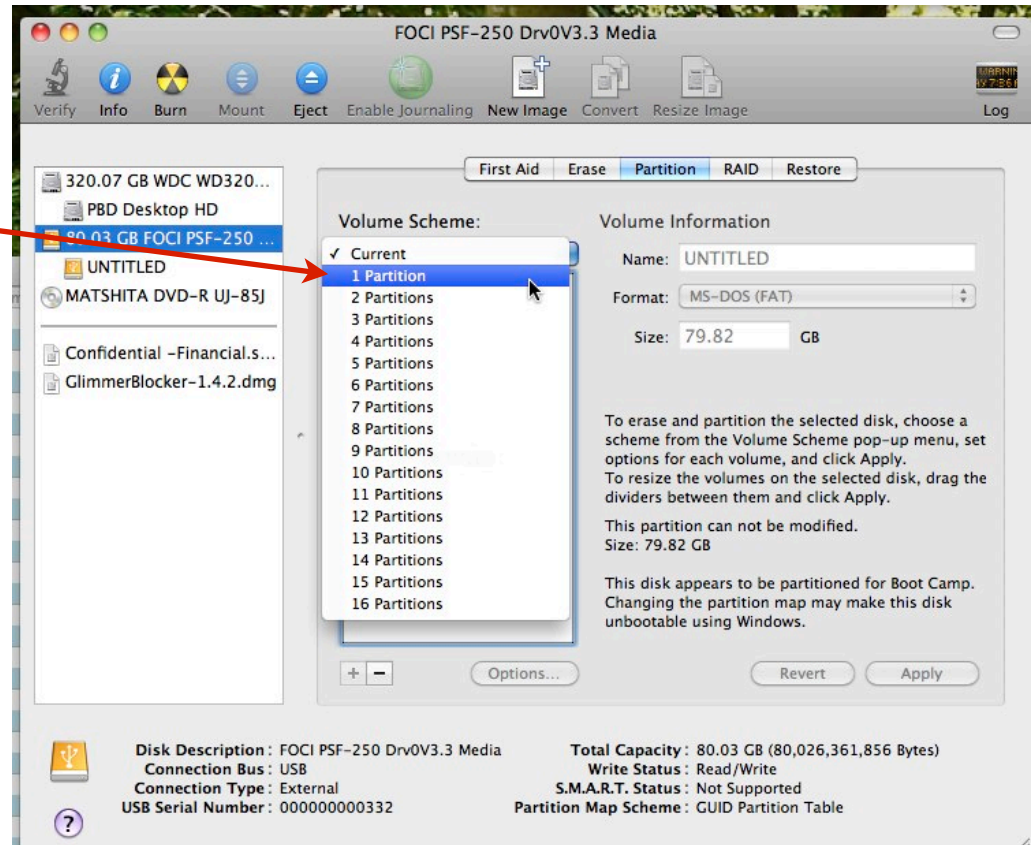 FOCI PSF-250 Drv0V3.3 Media
Verify Info Burn Mount Eject Enable Journaling New Image Convert Resize Image Log
First Aid Erase Partition RAID Restore
320.07 GB WDC WD320...
PBD Desktop HD
80.03 GB FOCI PSF-250 ...
UNTITLED
MATSHITA DVD-R UJ-85J
Confidential -Financial.s...
GlimmerBlocker-1.4.2.dmg
Volume Scheme:
✓ Current
1 Partition
2 Partitions
3 Partitions
4 Partitions
5 Partitions
6 Partitions
7 Partitions
8 Partitions
9 Partitions
10 Partitions
11 Partitions
12 Partitions
13 Partitions
14 Partitions
15 Partitions
16 Partitions
+ −
Options...
Volume Information
Name: UNTITLED
Format: MS-DOS (FAT)
Size: 79.82 GB
To erase and partition the selected disk, choose a
scheme from the Volume Scheme pop-up menu, set
options for each volume, and click Apply.
To resize the volumes on the selected disk, drag the
dividers between them and click Apply.
This partition can not be modified.
Size: 79.82 GB
This disk appears to be partitioned for Boot Camp.
Changing the partition map may make this disk
unbootable using Windows.
Revert Apply
Disk Description : FOCI PSF-250 Drv0V3.3 Media
Connection Bus : USB
Connection Type : External
USB Serial Number : 000000000332
Total Capacity : 80.03 GB (80,026,361,856 Bytes)
Write Status : Read/Write
S.M.A.R.T. Status : Not Supported
Partition Map Scheme : GUID Partition Table
?